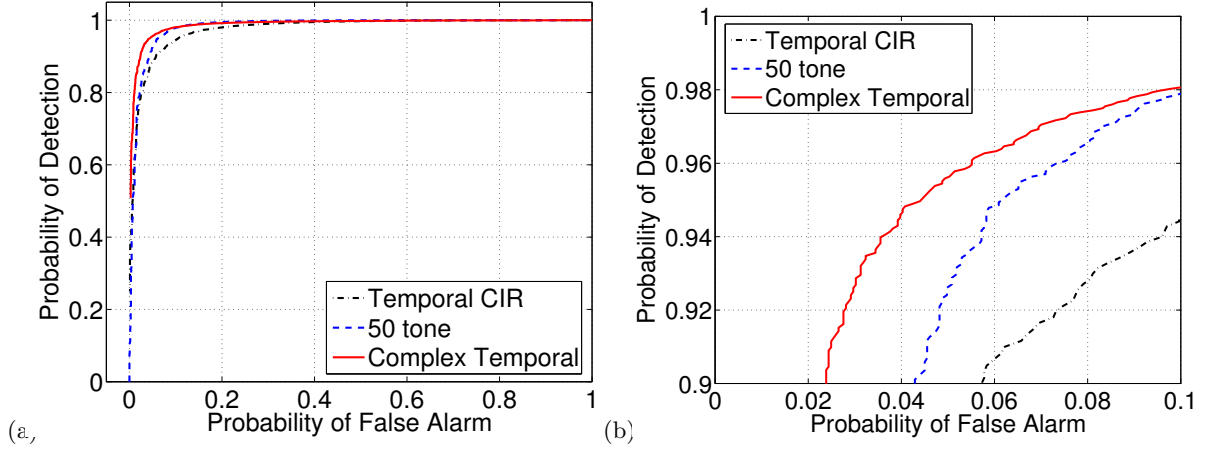 Probability of Detection
1
0.8
0.6
0.4
0.2
0
Temporal CIR
50 tone
Complex Temporal
0
0.2
0.4
0.6
0.8
1
Probability of False Alarm
(a)
Probability of Detection
1
0.98
0.96
0.94
0.92
0.9
Temporal CIR
50 tone
Complex Temporal
0
0.02
0.04
0.06
0.08
0.1
Probability of False Alarm
(b)